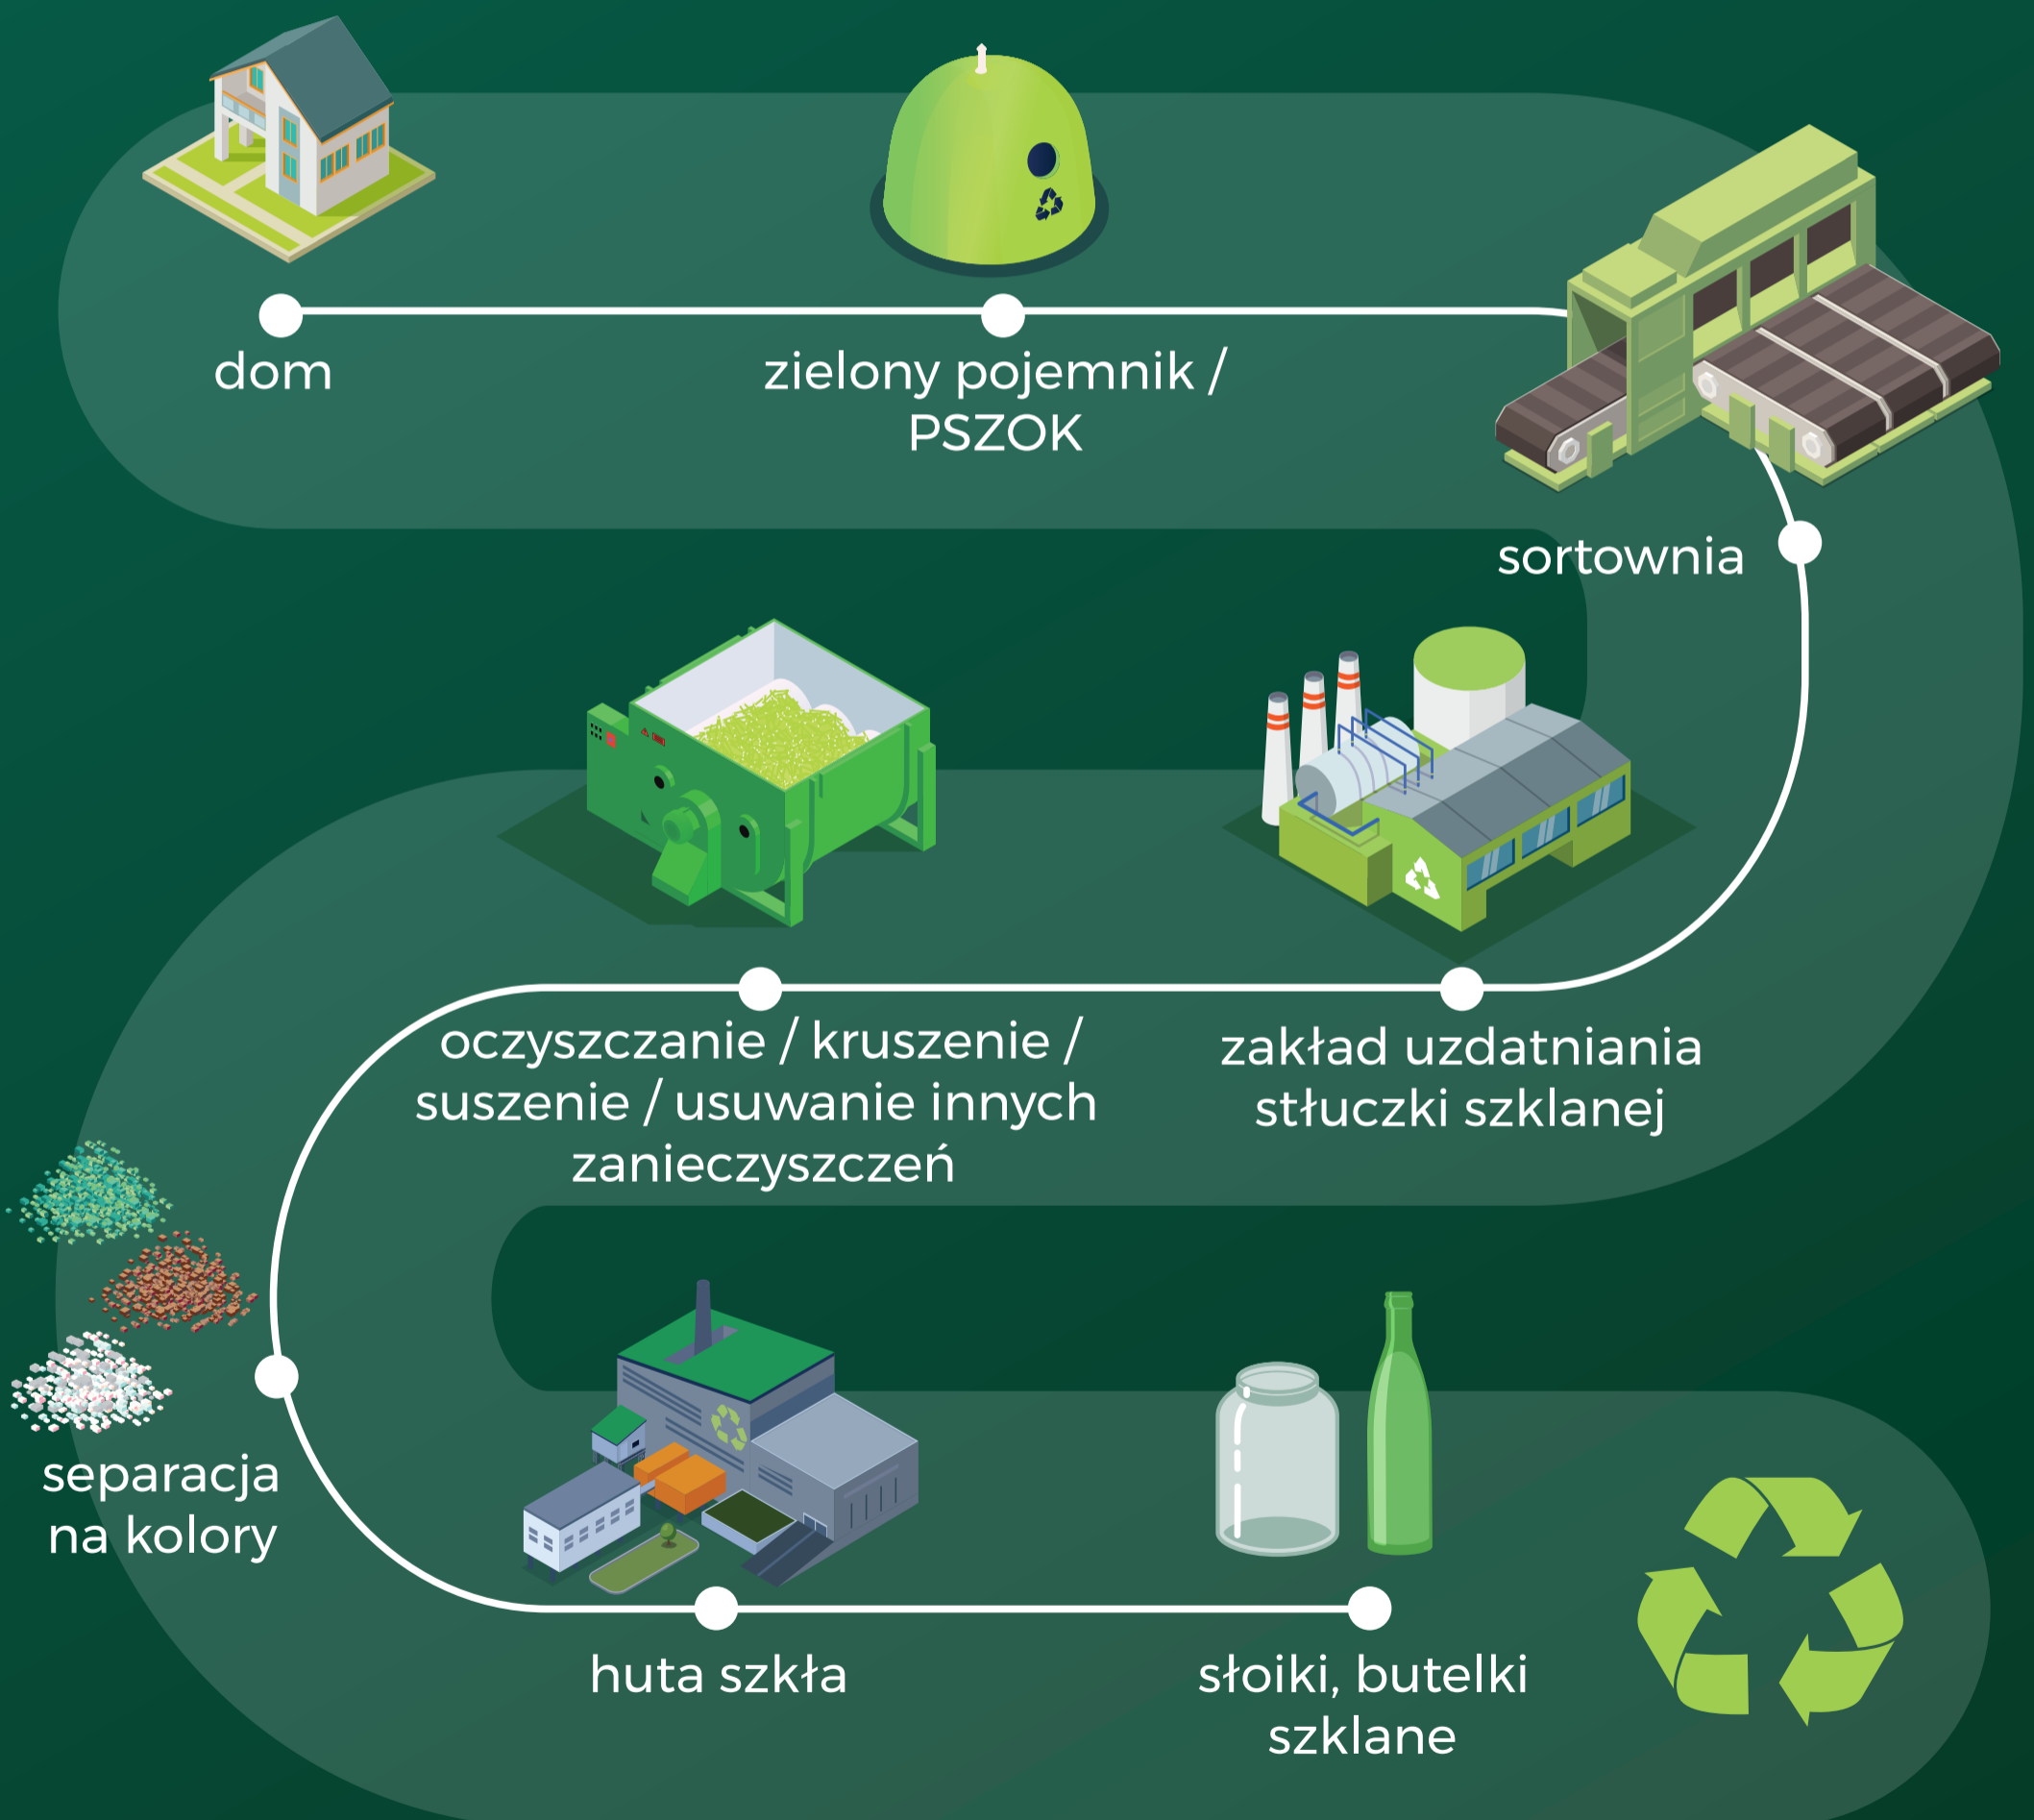 dom
zielony pojemnik /
PSZOK
sortownia
zakład uzdatniania
stłuczki szklanej
oczyszczanie / kruszenie /
suszenie / usuwanie innych
zanieczyszczeń
separacja
na kolory
huta szkła
słoiki, butelki
szklane